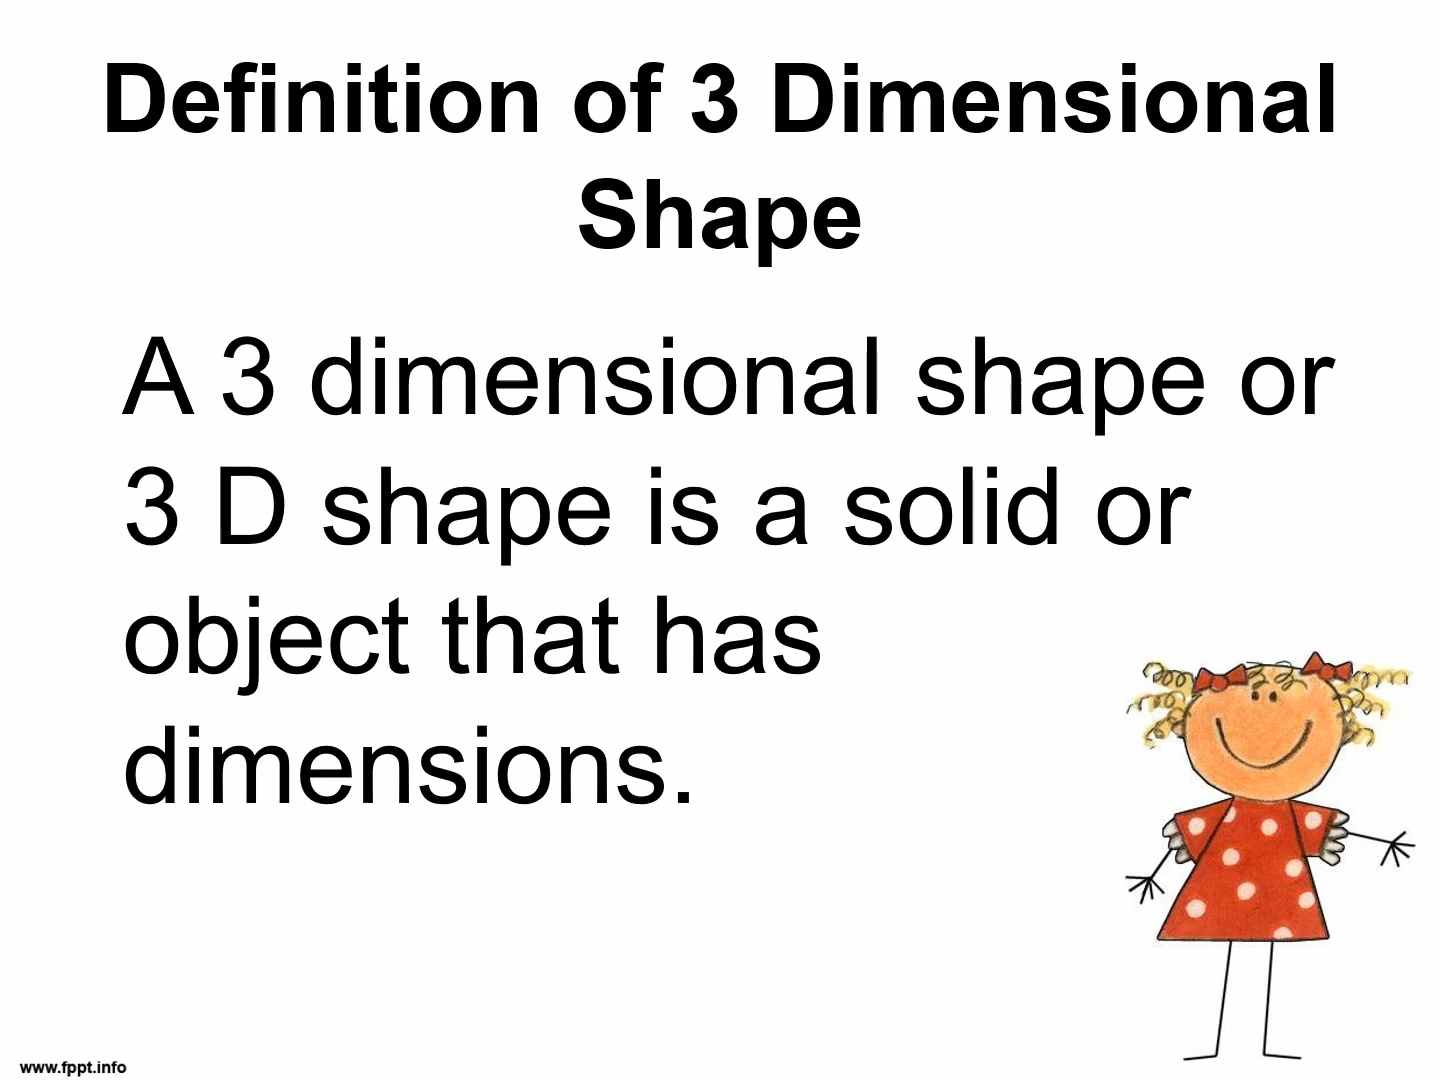 Definition of 3 Dimensional
Shape
A 3 dimensional shape or
3 D shape is a solid or
object that has
dimensions.
www.fppt.info